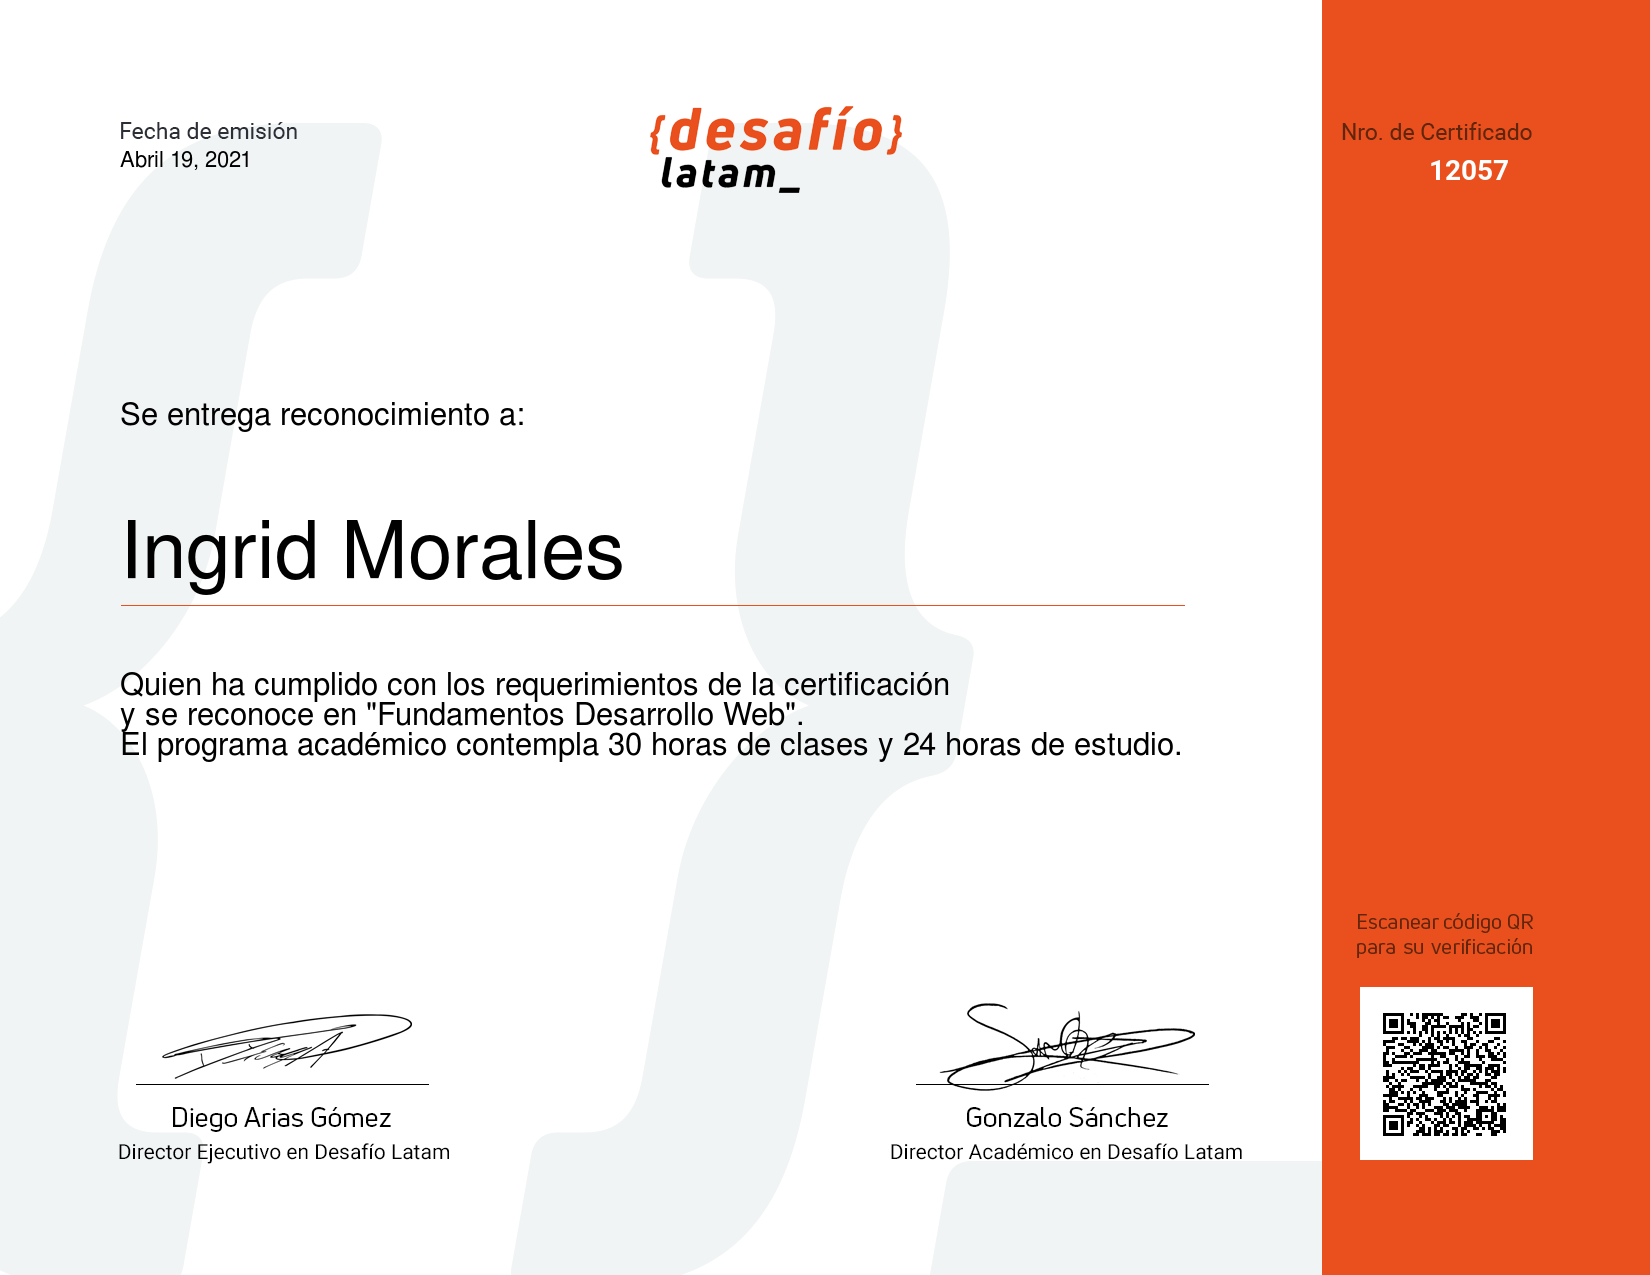 Fecha de emisión
Abril 19, 2021
{desafío}
latam_
Nro. de Certificado
12057
Se entrega reconocimiento a:
Ingrid Morales
Quien ha cumplido con los requerimientos de la certificación
y se reconoce en "Fundamentos Desarrollo Web".
El programa académico contempla 30 horas de clases y 24 horas de estudio.
Escanear código QR
para su verificación
Diego Arias Gómez
Director Ejecutivo en Desafío Latam
Gonzalo Sánchez
Director Académico en Desafío Latam